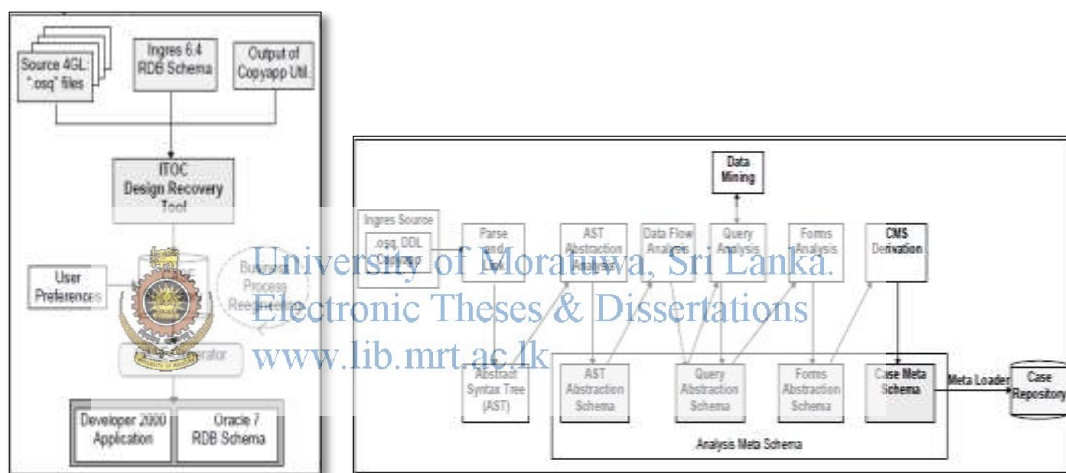 Source 4GL:
".osq" files
Ingres 6.4
RDB Schema
Output of
Copyapp Util.
ITOC
Design Recovery
Tool
User
Preferences
Business
Process
Developer 2000
Application
Oracle 7
RDB Schema
Data
Mining
Ingres Source
.osq, DDL
Copyapp
Parse
and
Link
AST
Abstraction
Analysis
Data Flow
Analysis
Query
Analysis
Forms
Analysis
CMS
Derivation
Abstract
Syntax Tree
(AST)
AST
Abstraction
Schema
Query
Abstraction
Schema
Forms
Abstraction
Schema
Case Meta
Schema
Meta Loader
Case
Repository
Analysis Meta Schema
University of Moratuwa, Sri Lanka.
Electronic Theses & Dissertations
www.lib.mrt.ac.lk